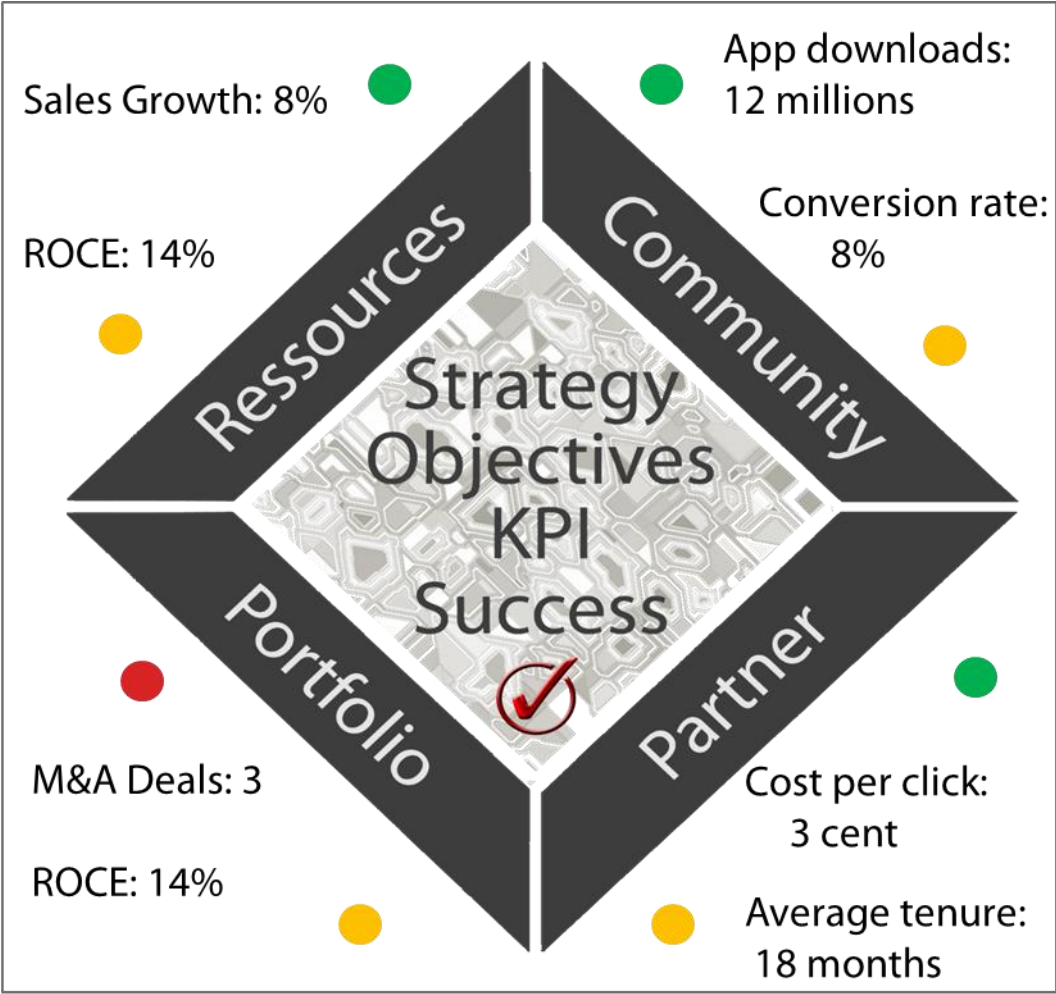 Sales Growth: 8%
App downloads:
12 millions
ROCE: 14%
Conversion rate:
8%
Ressources
Community
Strategy
Objectives
KPI
Success
Portfolio
Partner
M&A Deals: 3
ROCE: 14%
Cost per click:
3 cent
Average tenure:
18 months